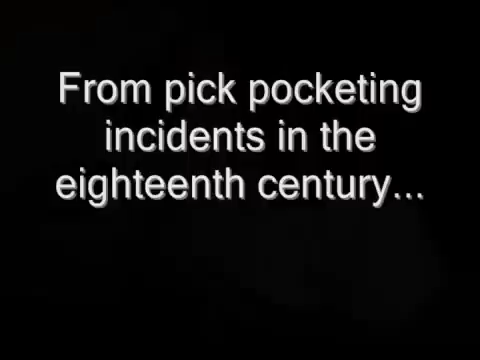 From pick pocketing
incidents in the
eighteenth century...